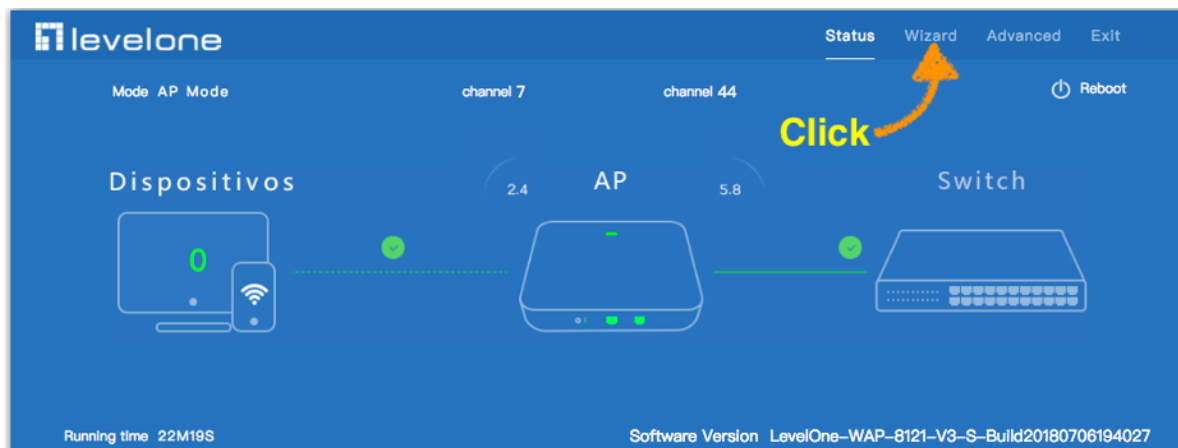 levelone
Status Wizard Advanced Exit
Mode AP Mode channel 7 channel 44 Reboot
Click
Dispositivos 2.4 AP 5.8 Switch
0
Running time 22M19S Software Version LevelOne-WAP-8121-V3-S-Build20180706194027